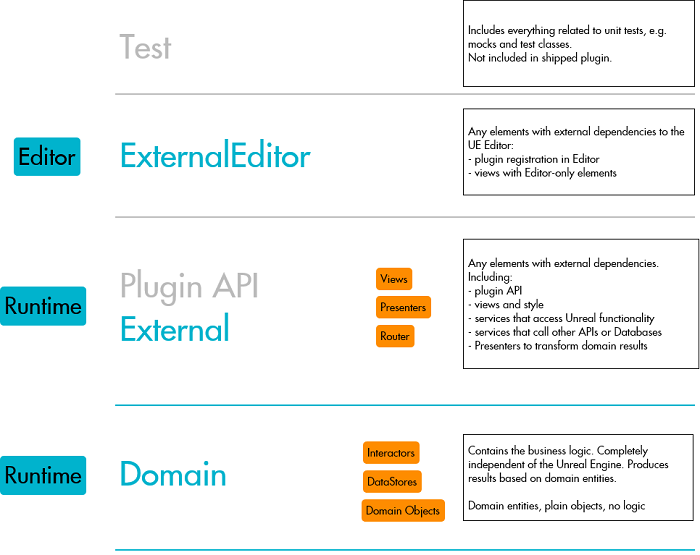 Test
Includes everything related to unit tests, e.g.
mocks and test classes.
Not included in shipped plugin.
Editor
ExternalEditor
Any elements with external dependencies to the
UE Editor:
- plugin registration in Editor
- views with Editor-only elements
Runtime
Plugin API
External
Views
Presenters
Router
Any elements with external dependencies.
Including:
- plugin API
- views and style
- services that access Unreal functionality
- services that call other APIs or Databases
- Presenters to transform domain results
Runtime
Domain
Interactors
DataStores
Domain Objects
Contains the business logic. Completely
independent of the Unreal Engine. Produces
results based on domain entities.
Domain entities, plain objects, no logic